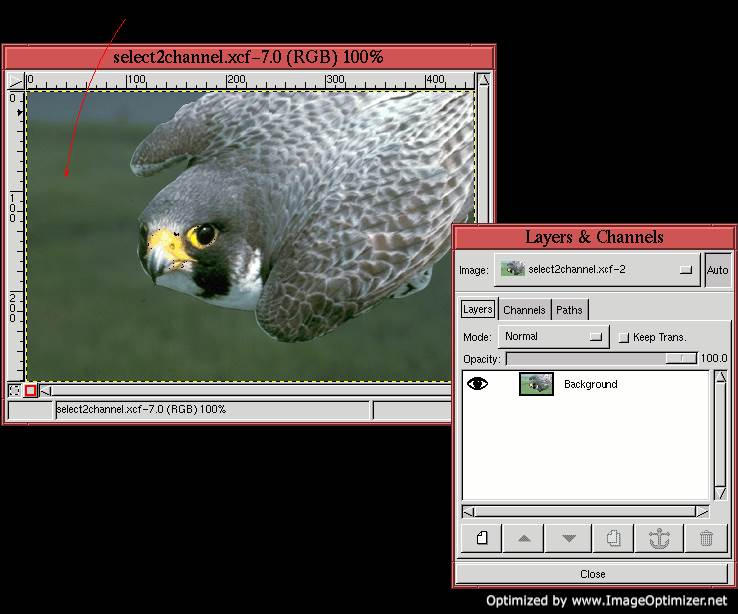 select2channel.xcf-7.0 (RGB) 100%
0 100 200 300 400
0
100
200
select2channel.xcf-7.0 (RGB) 100%
Layers & Channels
Image: select2channel.xcf-2 Auto
Layers Channels Paths
Mode: Normal Keep Trans.
Opacity: 100.0
Background
Close
Optimized by www.ImageOptimizer.net